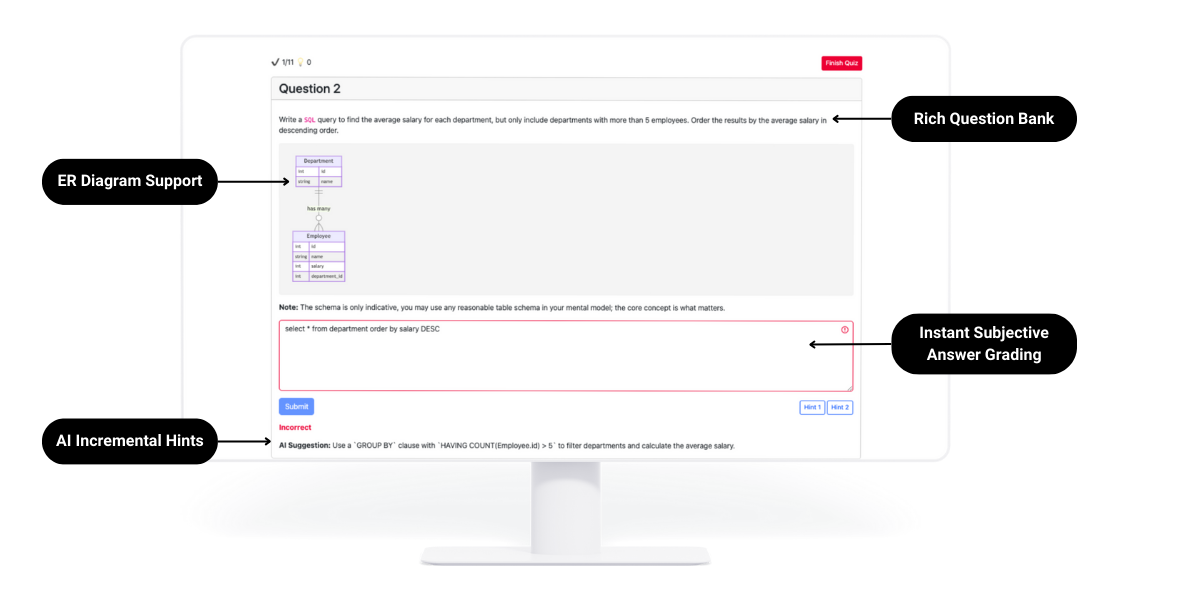 ✓ 1/11 💡 0
Finish Quiz
Question 2
Write a SQL query to find the average salary for each department, but only include departments with more than 5 employees. Order the results by the average salary in
descending order.
Rich Question Bank
ER Diagram Support
Department
int id
string name
has many
Employee
int id
string name
int salary
int department_id
Note: The schema is only indicative, you may use any reasonable table schema in your mental model; the core concept is what matters.
select * from department order by salary DESC
Instant Subjective
Answer Grading
Submit
Hint 1
Hint 2
Incorrect
AI Incremental Hints
AI Suggestion: Use a `GROUP BY` clause with `HAVING COUNT(Employee.id) > 5` to filter departments and calculate the average salary.